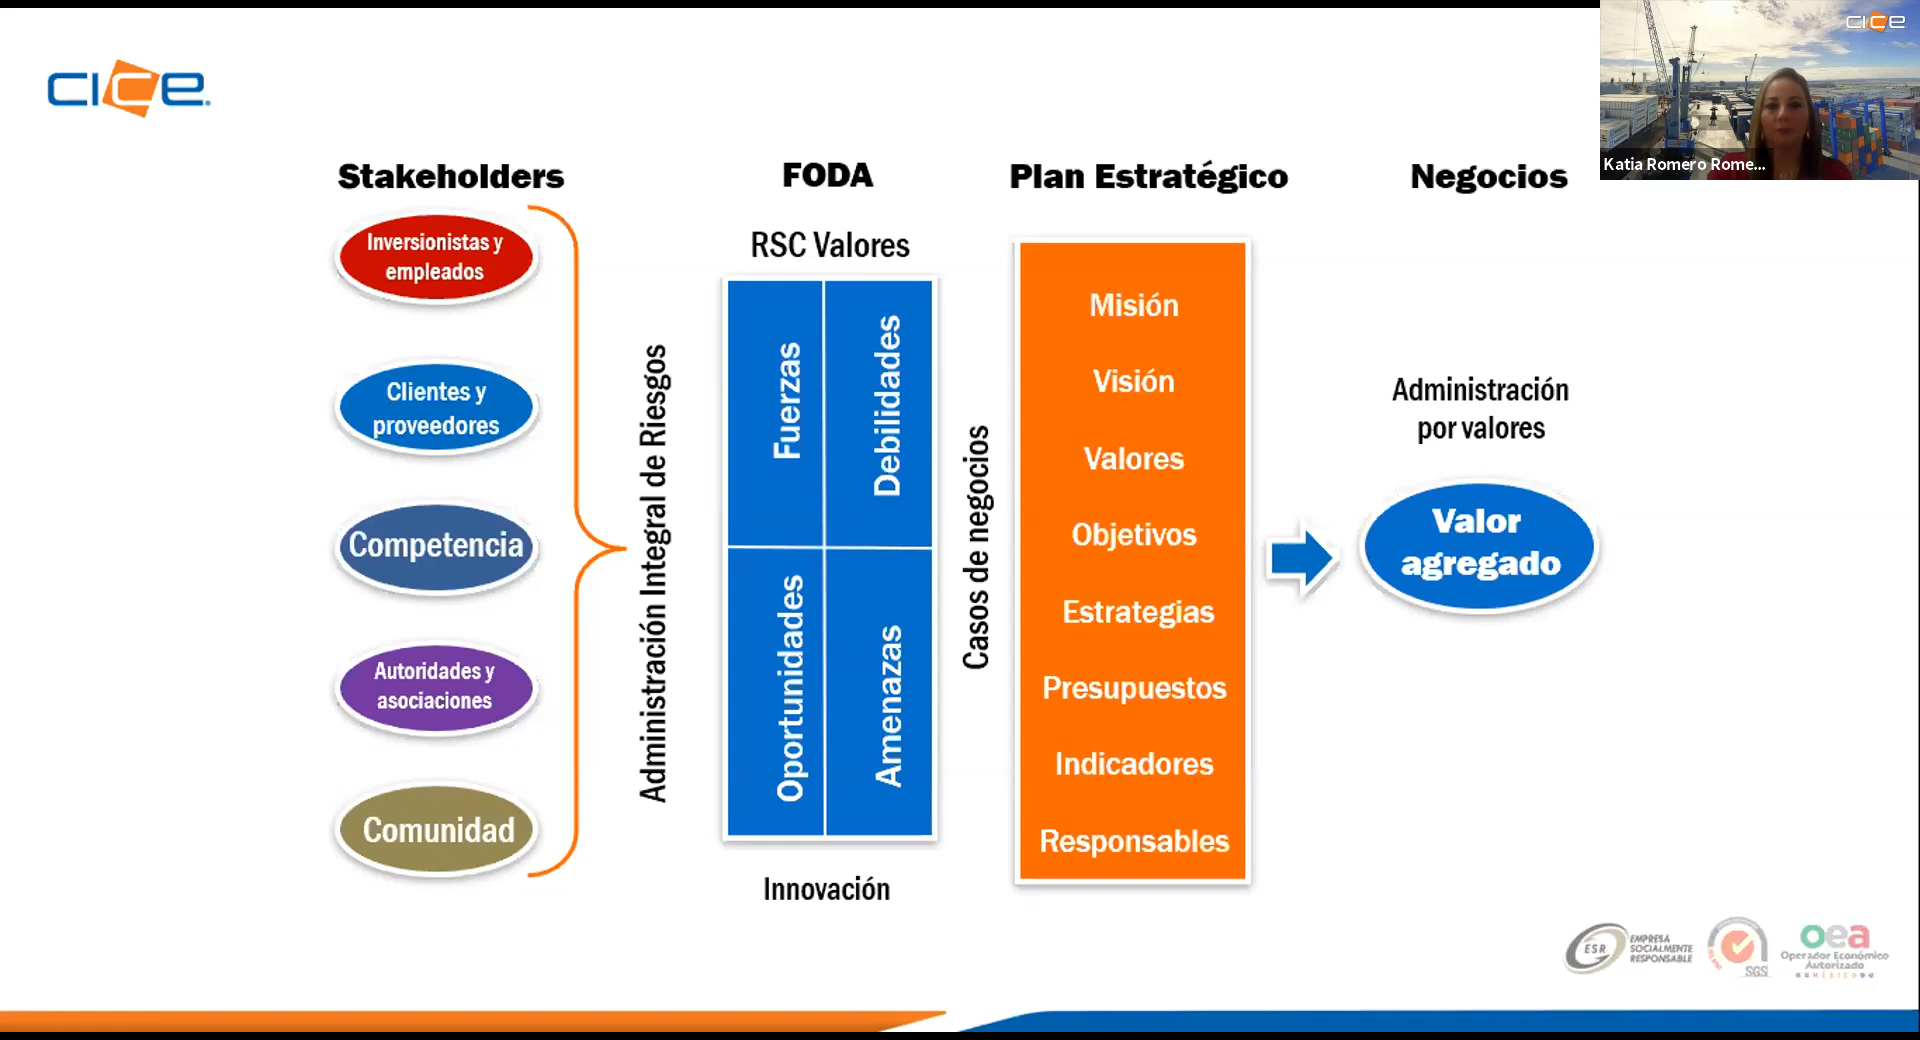 cice
cice
Katia Romero Rome...
Stakeholders
Inversionistas y
empleados
Clientes y
proveedores
Competencia
Autoridades y
asociaciones
Comunidad
Administración Integral de Riesgos
FODA
RSC Valores
Fuerzas
Debilidades
Oportunidades
Amenazas
Innovación
Casos de negocios
Plan Estratégico
Misión
Visión
Valores
Objetivos
Estrategias
Presupuestos
Indicadores
Responsables
Negocios
Administración
por valores
Valor
agregado
ESR
EMPRESA
SOCIALMENTE
RESPONSABLE
SGS
oea
Operador Económico
Autorizado
MÉXICO